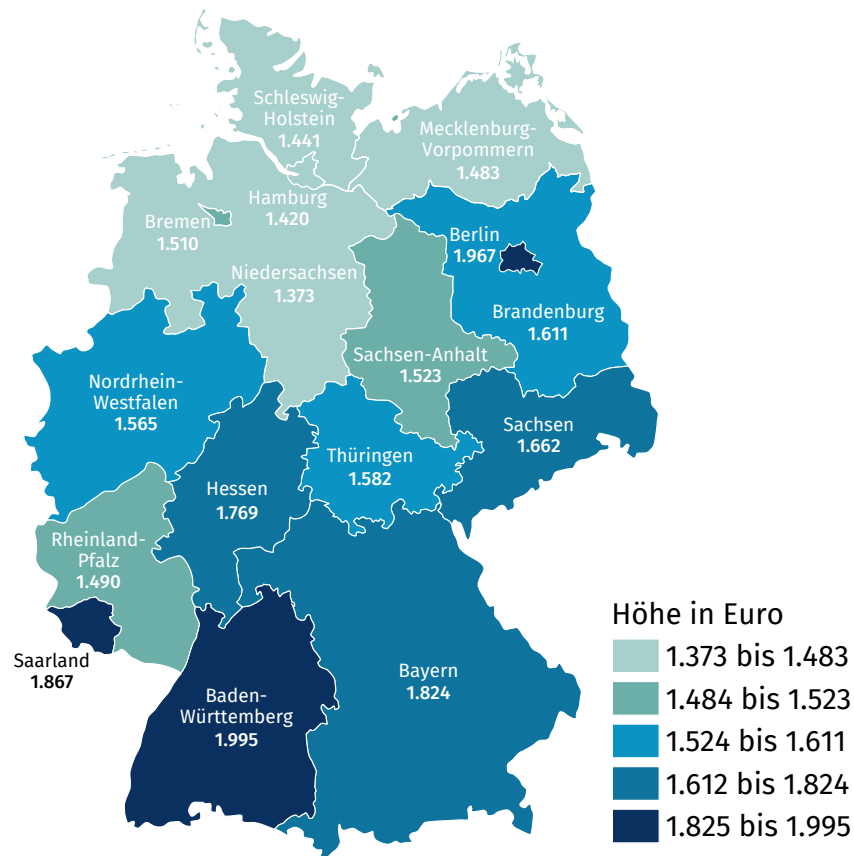 Schleswig-
Holstein
1.441
Mecklenburg-
Vorpommern
1.483
Hamburg
1.420
Bremen
1.510
Berlin
1.967
Niedersachsen
1.373
Brandenburg
1.611
Sachsen-Anhalt
1.523
Nordrhein-
Westfalen
1.565
Sachsen
1.662
Thüringen
1.582
Hessen
1.769
Rheinland-
Pfalz
1.490
Saarland
1.867
Baden-
Württemberg
1.995
Bayern
1.824
Höhe in Euro
1.373 bis 1.483
1.484 bis 1.523
1.524 bis 1.611
1.612 bis 1.824
1.825 bis 1.995